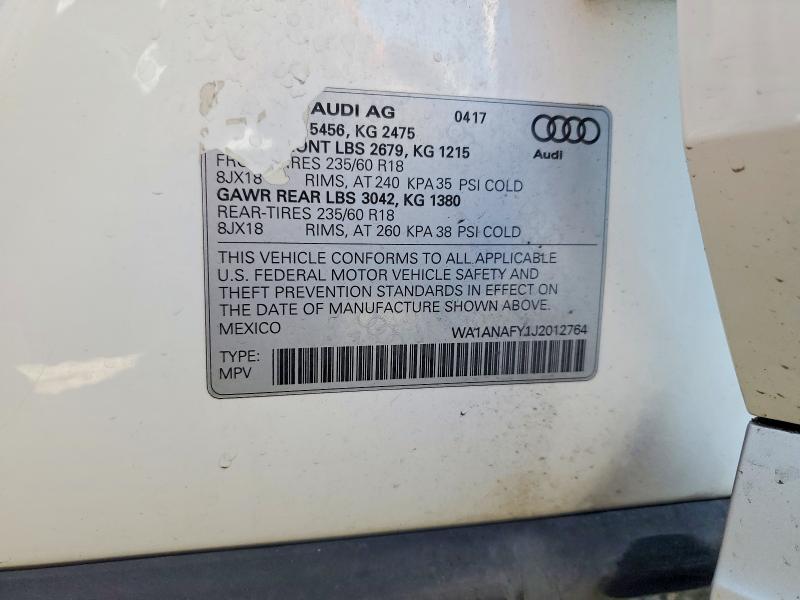 AUDI AG 0417
5456, KG 2475
UNT LBS 2679, KG 1215
FRO TIRES 235/60 R18
8JX18 RIMS, AT 240 KPA 35 PSI COLD
GAWR REAR LBS 3042, KG 1380
REAR-TIRES 235/60 R18
8JX18 RIMS, AT 260 KPA 38 PSI COLD
Audi
THIS VEHICLE CONFORMS TO ALL APPLICABLE
U.S. FEDERAL MOTOR VEHICLE SAFETY AND
THEFT PREVENTION STANDARDS IN EFFECT ON
THE DATE OF MANUFACTURE SHOWN ABOVE.
MEXICO WA1ANAFY1J2012764
TYPE:
MPV